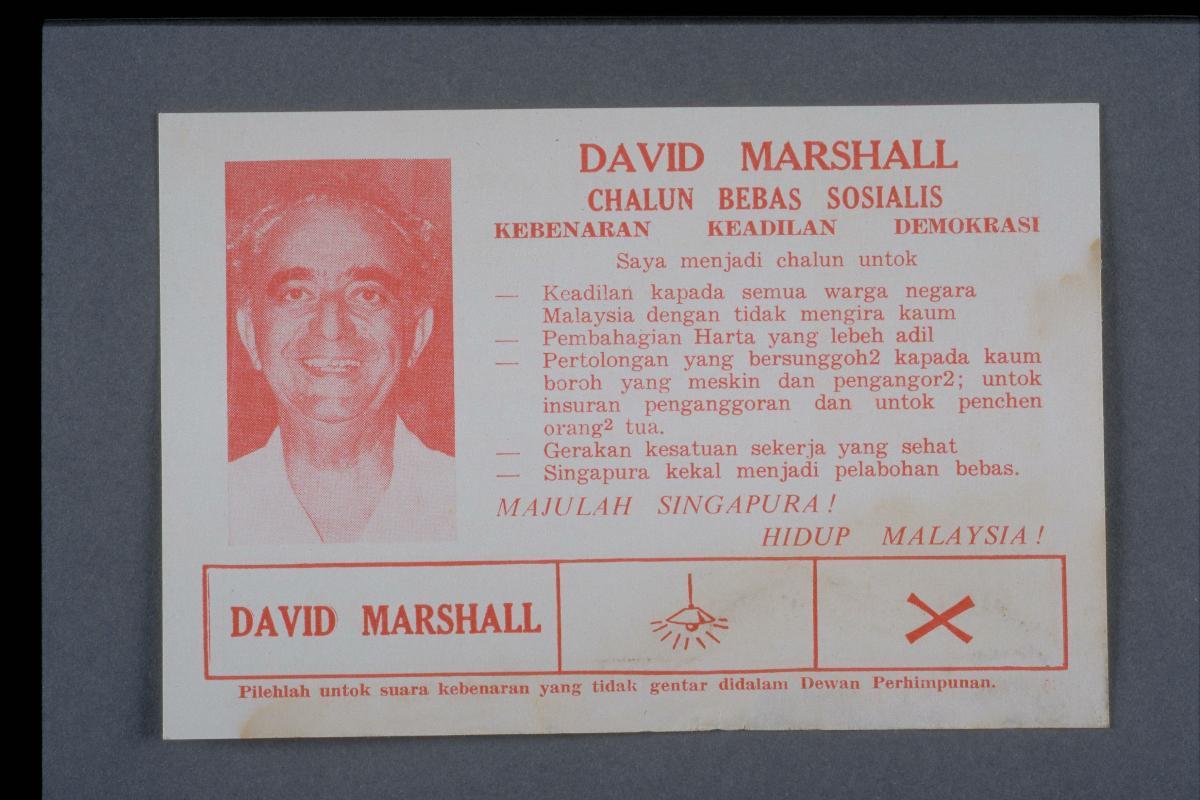 DAVID MARSHALL
CHALUN BEBAS SOSIALIS
KEBENARAN KEADILAN DEMOKRASI
Saya menjadi chalun untok
— Keadilan kapada semua warga negara
Malaysia dengan tidak mengira kaum
— Pembahagian Harta yang lebeh adil
— Pertolongan yang bersunggoh2 kapada kaum
boroh yang meskin dan pengangor2; untok
insuran penganggoran dan untok penchen
orang² tua.
— Gerakan kesatuan sekerja yang sehat
— Singapura kekal menjadi pelabohan bebas.
MAJULAH SINGAPURA!
HIDUP MALAYSIA!
DAVID MARSHALL
Pilehlah untok suara kebenaran yang tidak gentar didalam Dewan Perhimpunan.